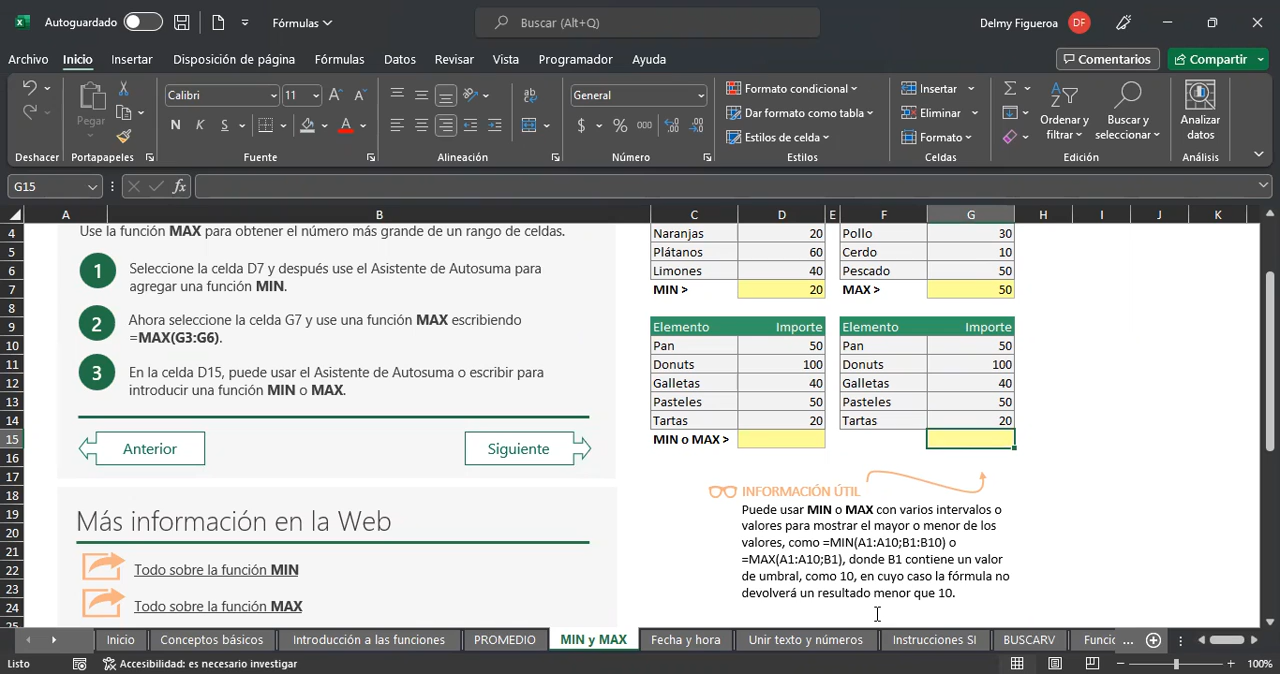 Autoguardado
Fórmulas
Buscar (Alt+Q)
Delmy Figueroa
DF
Archivo
Inicio
Insertar
Disposición de página
Fórmulas
Datos
Revisar
Vista
Programador
Ayuda
Comentarios
Compartir
Pegar
Calibri
11
General
N K S
$ % 000
Formato condicional
Dar formato como tabla
Estilos de celda
Insertar
Eliminar
Formato
Ordenar y
filtrar
Buscar y
seleccionar
Analizar
datos
Deshacer
Portapapeles
Fuente
Alineación
Número
Estilos
Celdas
Edición
Análisis
G15
fx
A B C D E F G H I J K
4
5
6
7
8
9
10
11
12
13
14
15
16
17
18
19
20
21
22
23
24
25
Use la función MAX para obtener el número más grande de un rango de celdas.
1
Seleccione la celda D7 y después use el Asistente de Autosuma para
agregar una función MIN.
2
Ahora seleccione la celda G7 y use una función MAX escribiendo
=MAX(G3:G6).
3
En la celda D15, puede usar el Asistente de Autosuma o escribir para
introducir una función MIN o MAX.
Anterior
Siguiente
Más información en la Web
Todo sobre la función MIN
Todo sobre la función MAX
Naranjas 20
Plátanos 60
Limones 40
MIN > 20
Pollo 30
Cerdo 10
Pescado 50
MAX > 50
Elemento Importe
Pan 50
Donuts 100
Galletas 40
Pasteles 50
Tartas 20
MIN o MAX >
Elemento Importe
Pan 50
Donuts 100
Galletas 40
Pasteles 50
Tartas 20
INFORMACIÓN ÚTIL
Puede usar MIN o MAX con varios intervalos o
valores para mostrar el mayor o menor de los
valores, como =MIN(A1:A10;B1:B10) o
=MAX(A1:A10;B1), donde B1 contiene un valor
de umbral, como 10, en cuyo caso la fórmula no
devolverá un resultado menor que 10.
Inicio
Conceptos básicos
Introducción a las funciones
PROMEDIO
MIN y MAX
Fecha y hora
Unir texto y números
Instrucciones SI
BUSCARV
Funcio ...
Listo
Accesibilidad: es necesario investigar
100%